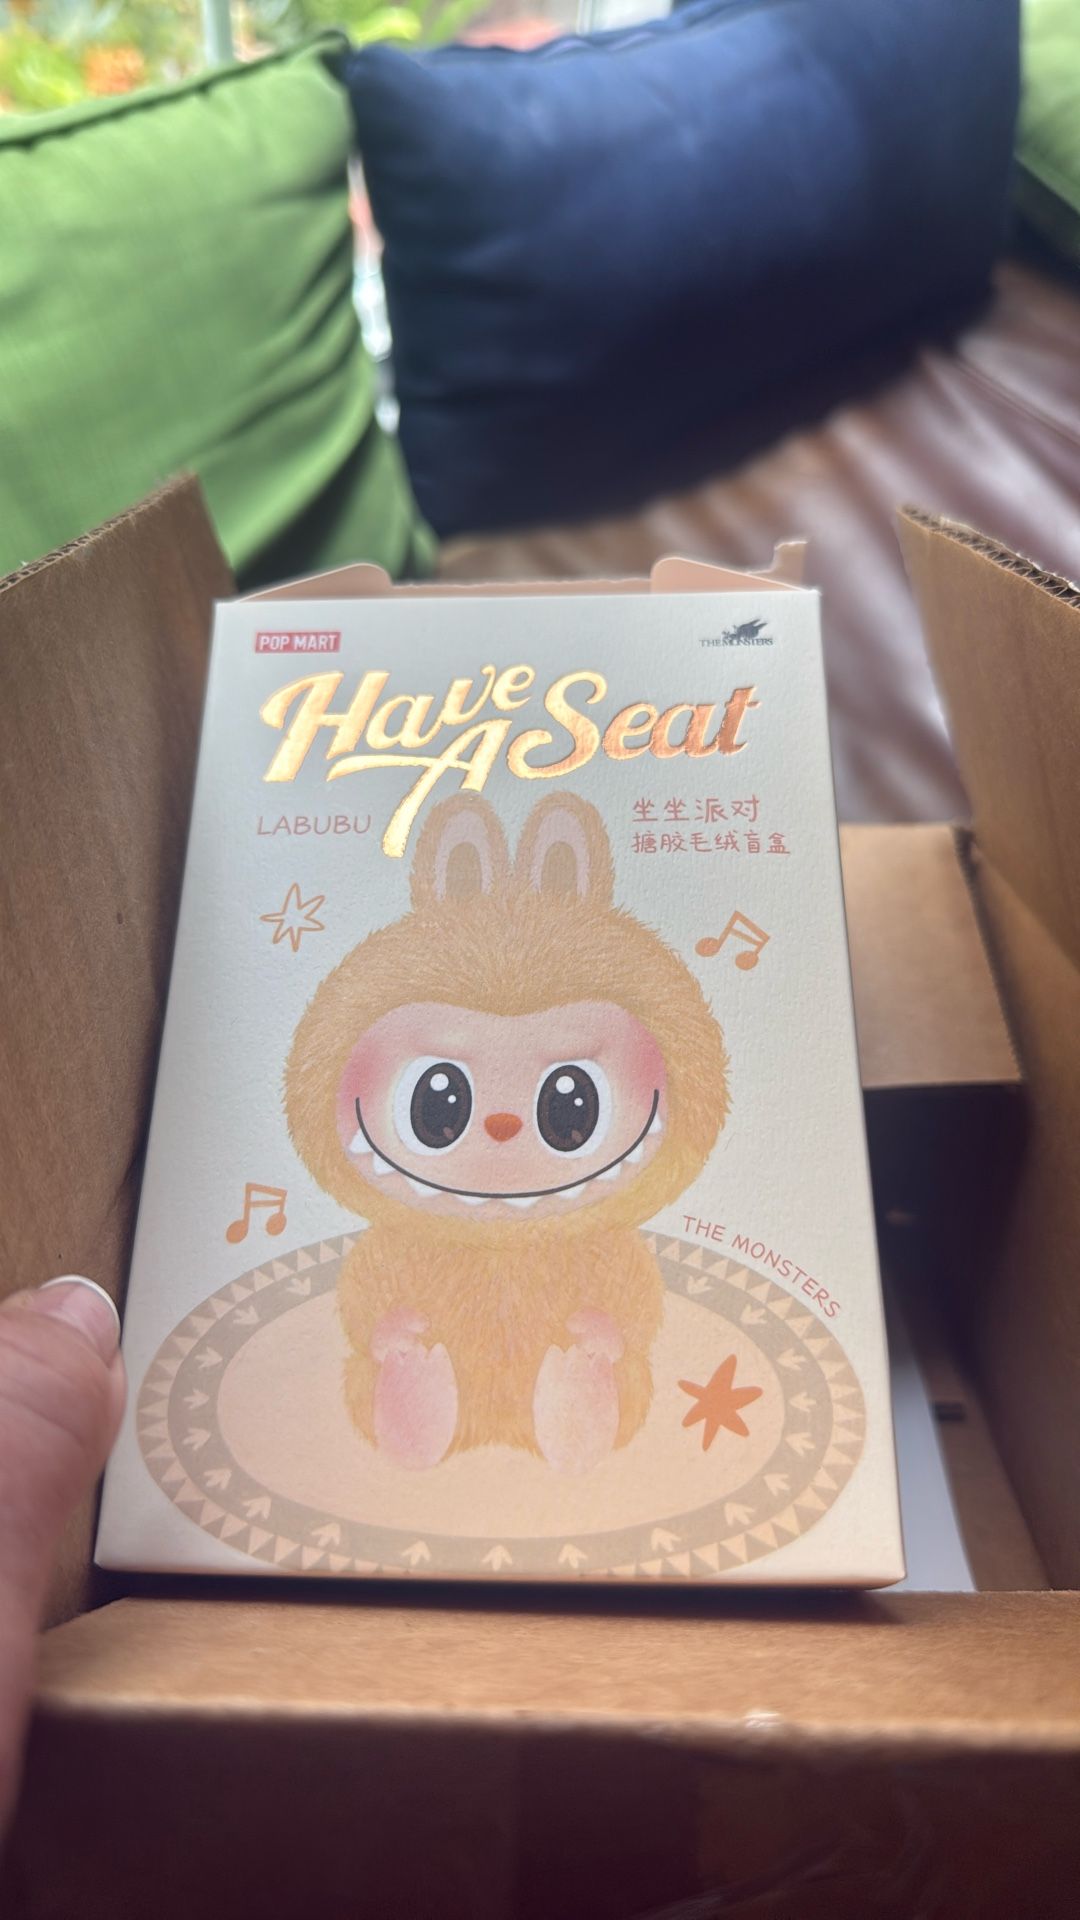 POP MART
THE MONSTERS
Have A Seat
LABUBU
坐坐派对
搪胶毛绒盲盒
THE MONSTERS